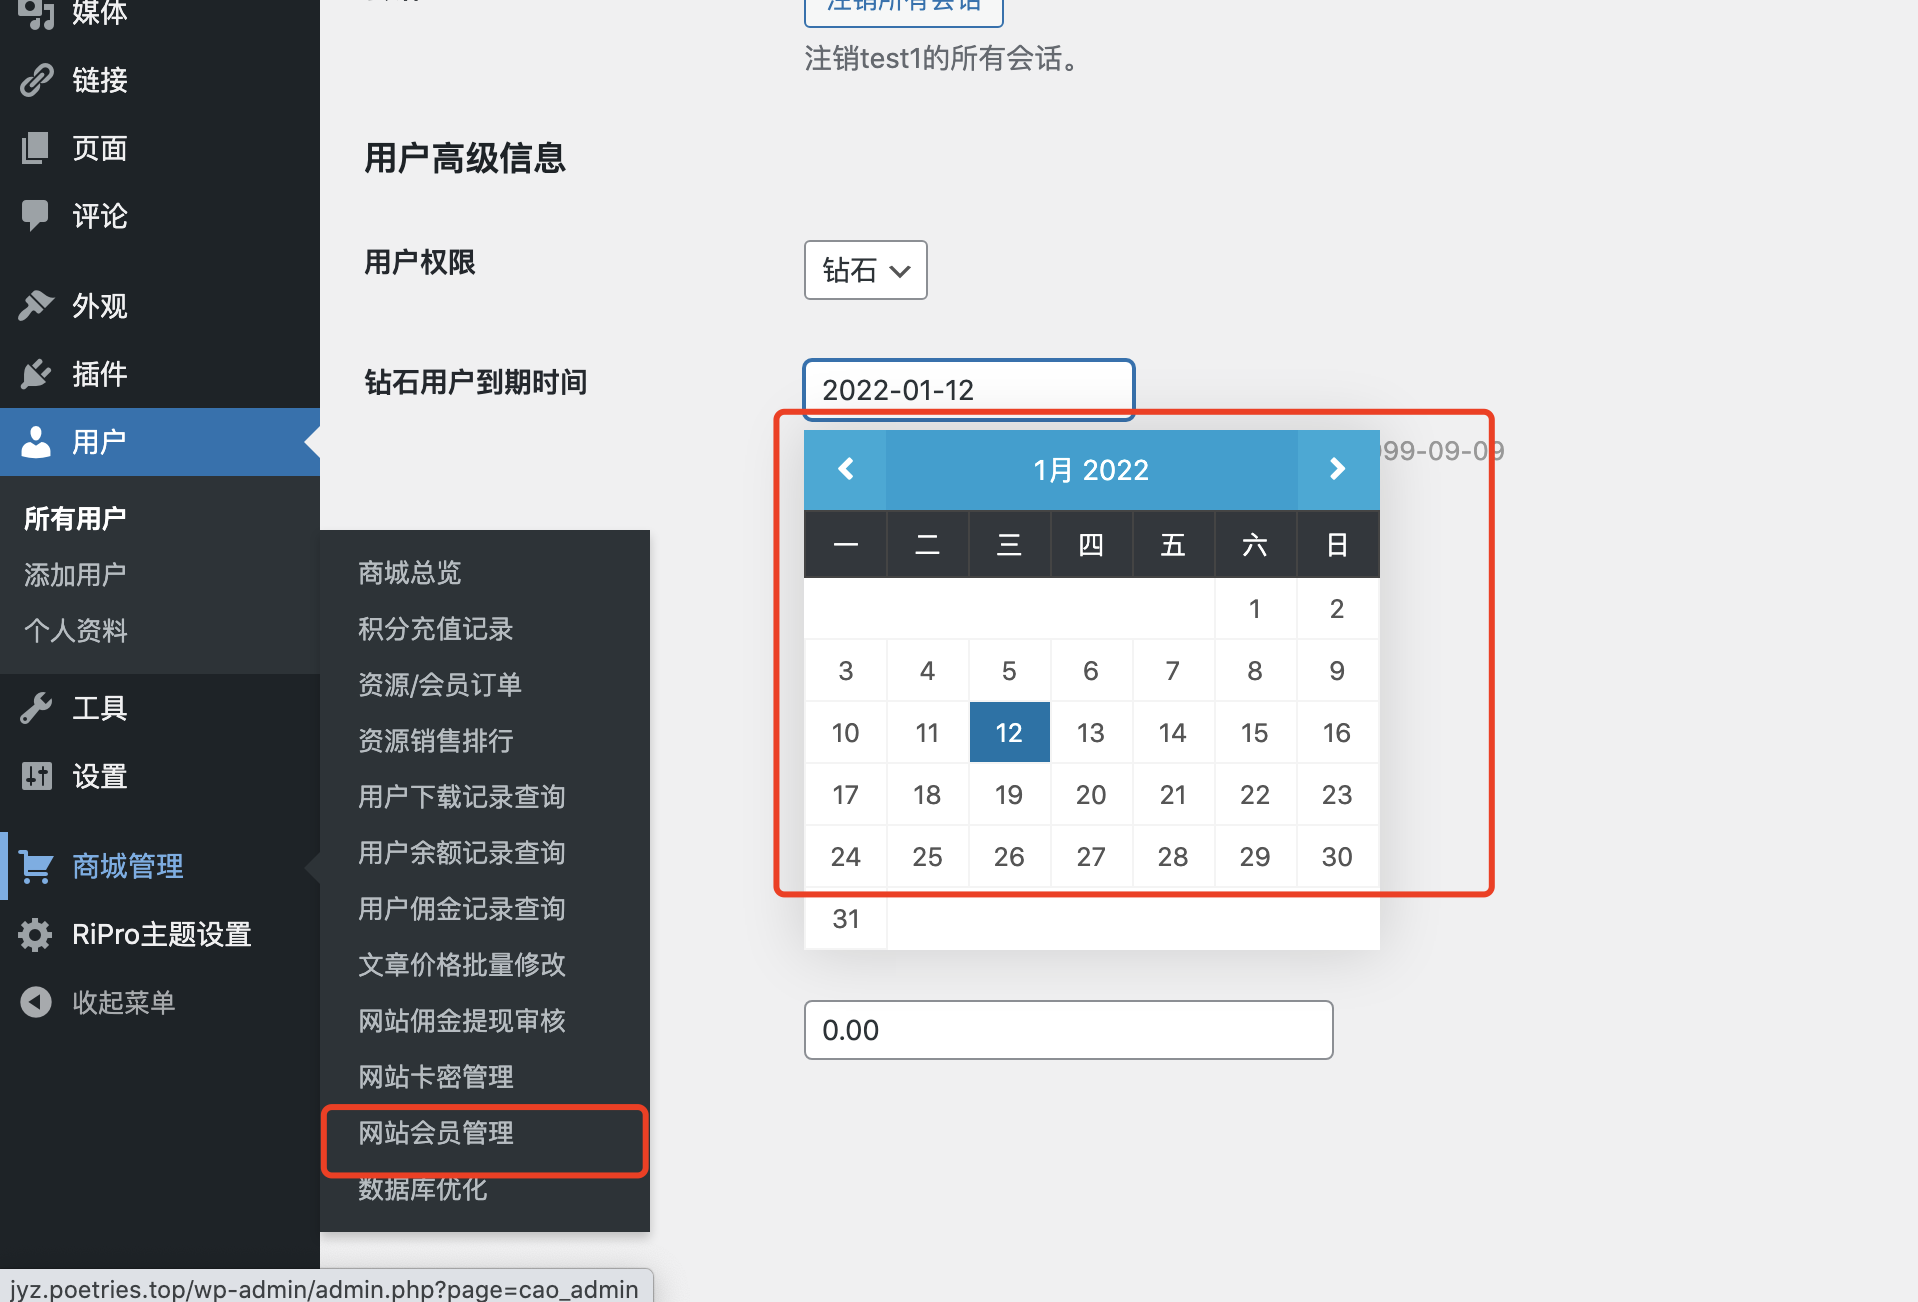 媒体
链接
页面
评论
外观
插件
用户
所有用户
添加用户
个人资料
工具
设置
商城管理
RiPro主题设置
收起菜单
商城总览
积分充值记录
资源/会员订单
资源销售排行
用户下载记录查询
用户余额记录查询
用户佣金记录查询
文章价格批量修改
网站佣金提现审核
网站卡密管理
网站会员管理
数据库优化
注销所有会话
注销test1的所有会话。
用户高级信息
用户权限
钻石
钻石用户到期时间
2022-01-12
99-09-09
1月 2022
一 二 三 四 五 六 日
1 2
3 4 5 6 7 8 9
10 11 12 13 14 15 16
17 18 19 20 21 22 23
24 25 26 27 28 29 30
31
0.00
jyz.poetries.top/wp-admin/admin.php?page=cao_admin